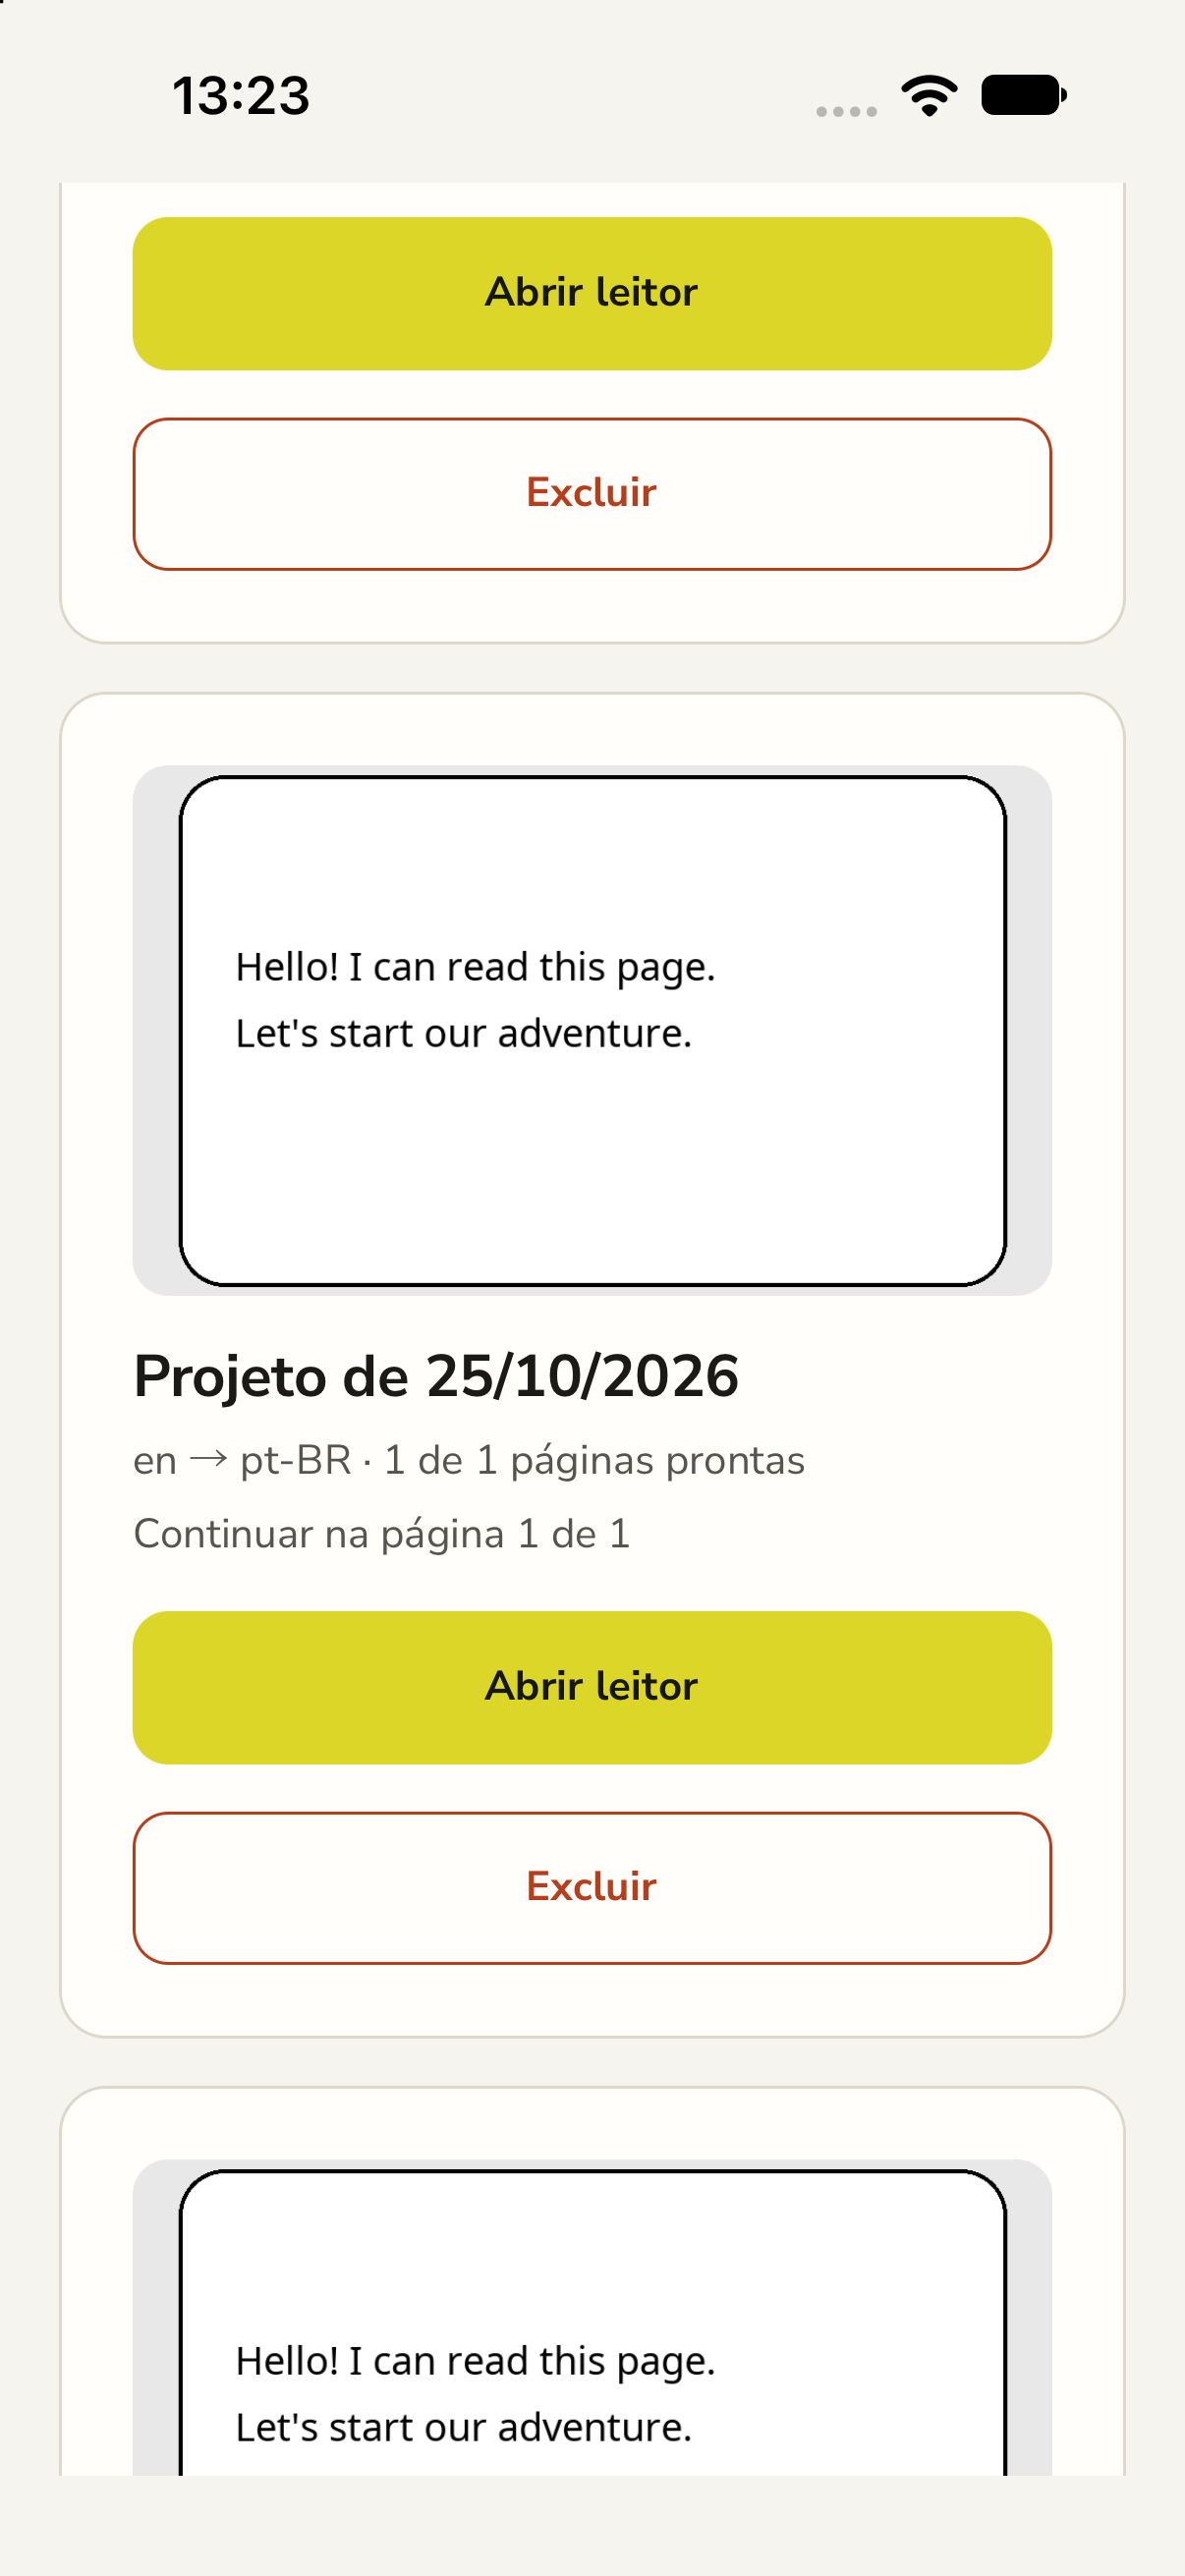 13:23
Abrir leitor
Excluir
Hello! I can read this page.
Let's start our adventure.
Projeto de 25/10/2026
en → pt-BR · 1 de 1 páginas prontas
Continuar na página 1 de 1
Abrir leitor
Excluir
Hello! I can read this page.
Let's start our adventure.